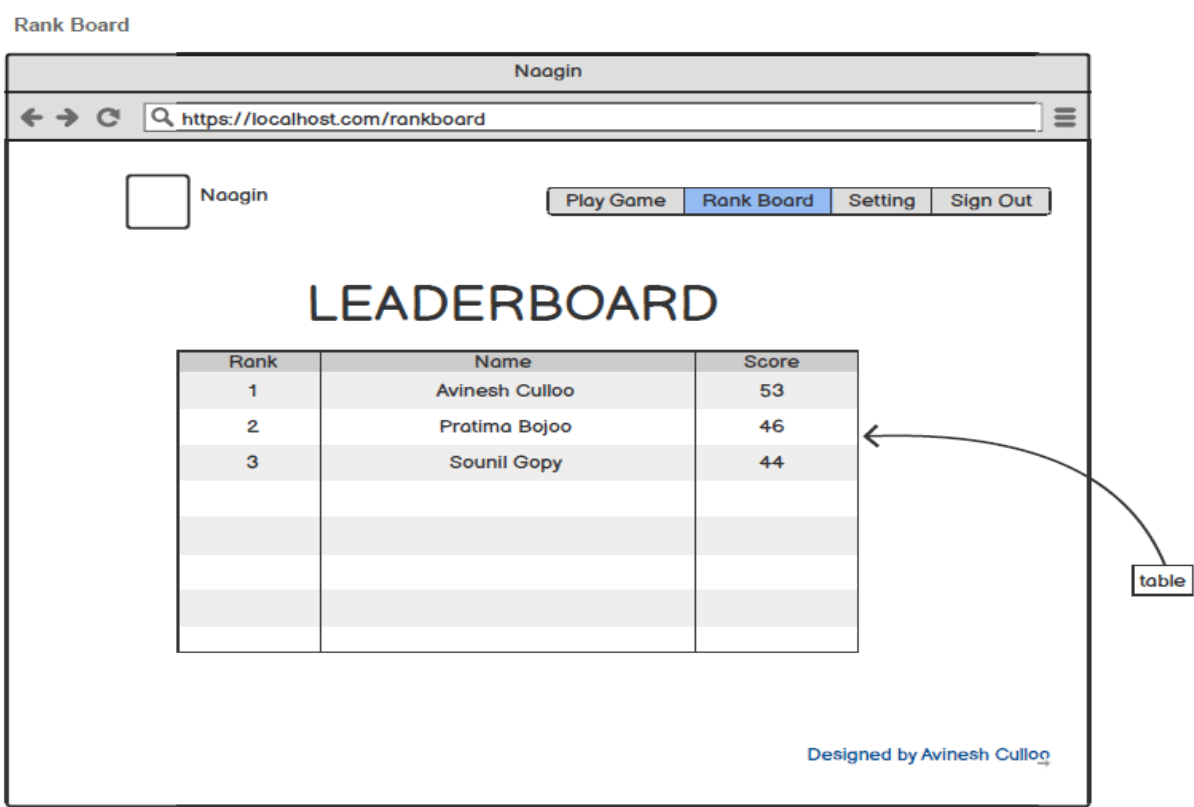 Rank Board
Naagin
https://localhost.com/rankboard
Naagin
Play Game Rank Board Setting Sign Out
LEADERBOARD
Rank Name Score
1 Avinesh Culloo 53
2 Pratima Bojoo 46
3 Sounil Gopy 44
table
Designed by Avinesh Culloo